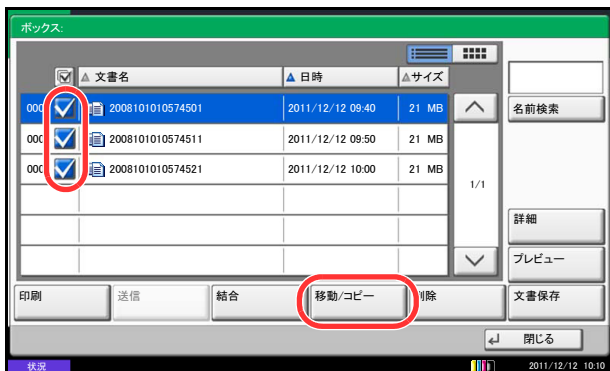 ボックス:
文書名 日時 サイズ
000 2008101010574501 2011/12/12 09:40 21 MB 名前検索
000 2008101010574511 2011/12/12 09:50 21 MB
000 2008101010574521 2011/12/12 10:00 21 MB
1/1
詳細
プレビュー
印刷 送信 結合 移動/コピー 削除 文書保存
閉じる
状況 2011/12/12 10:10